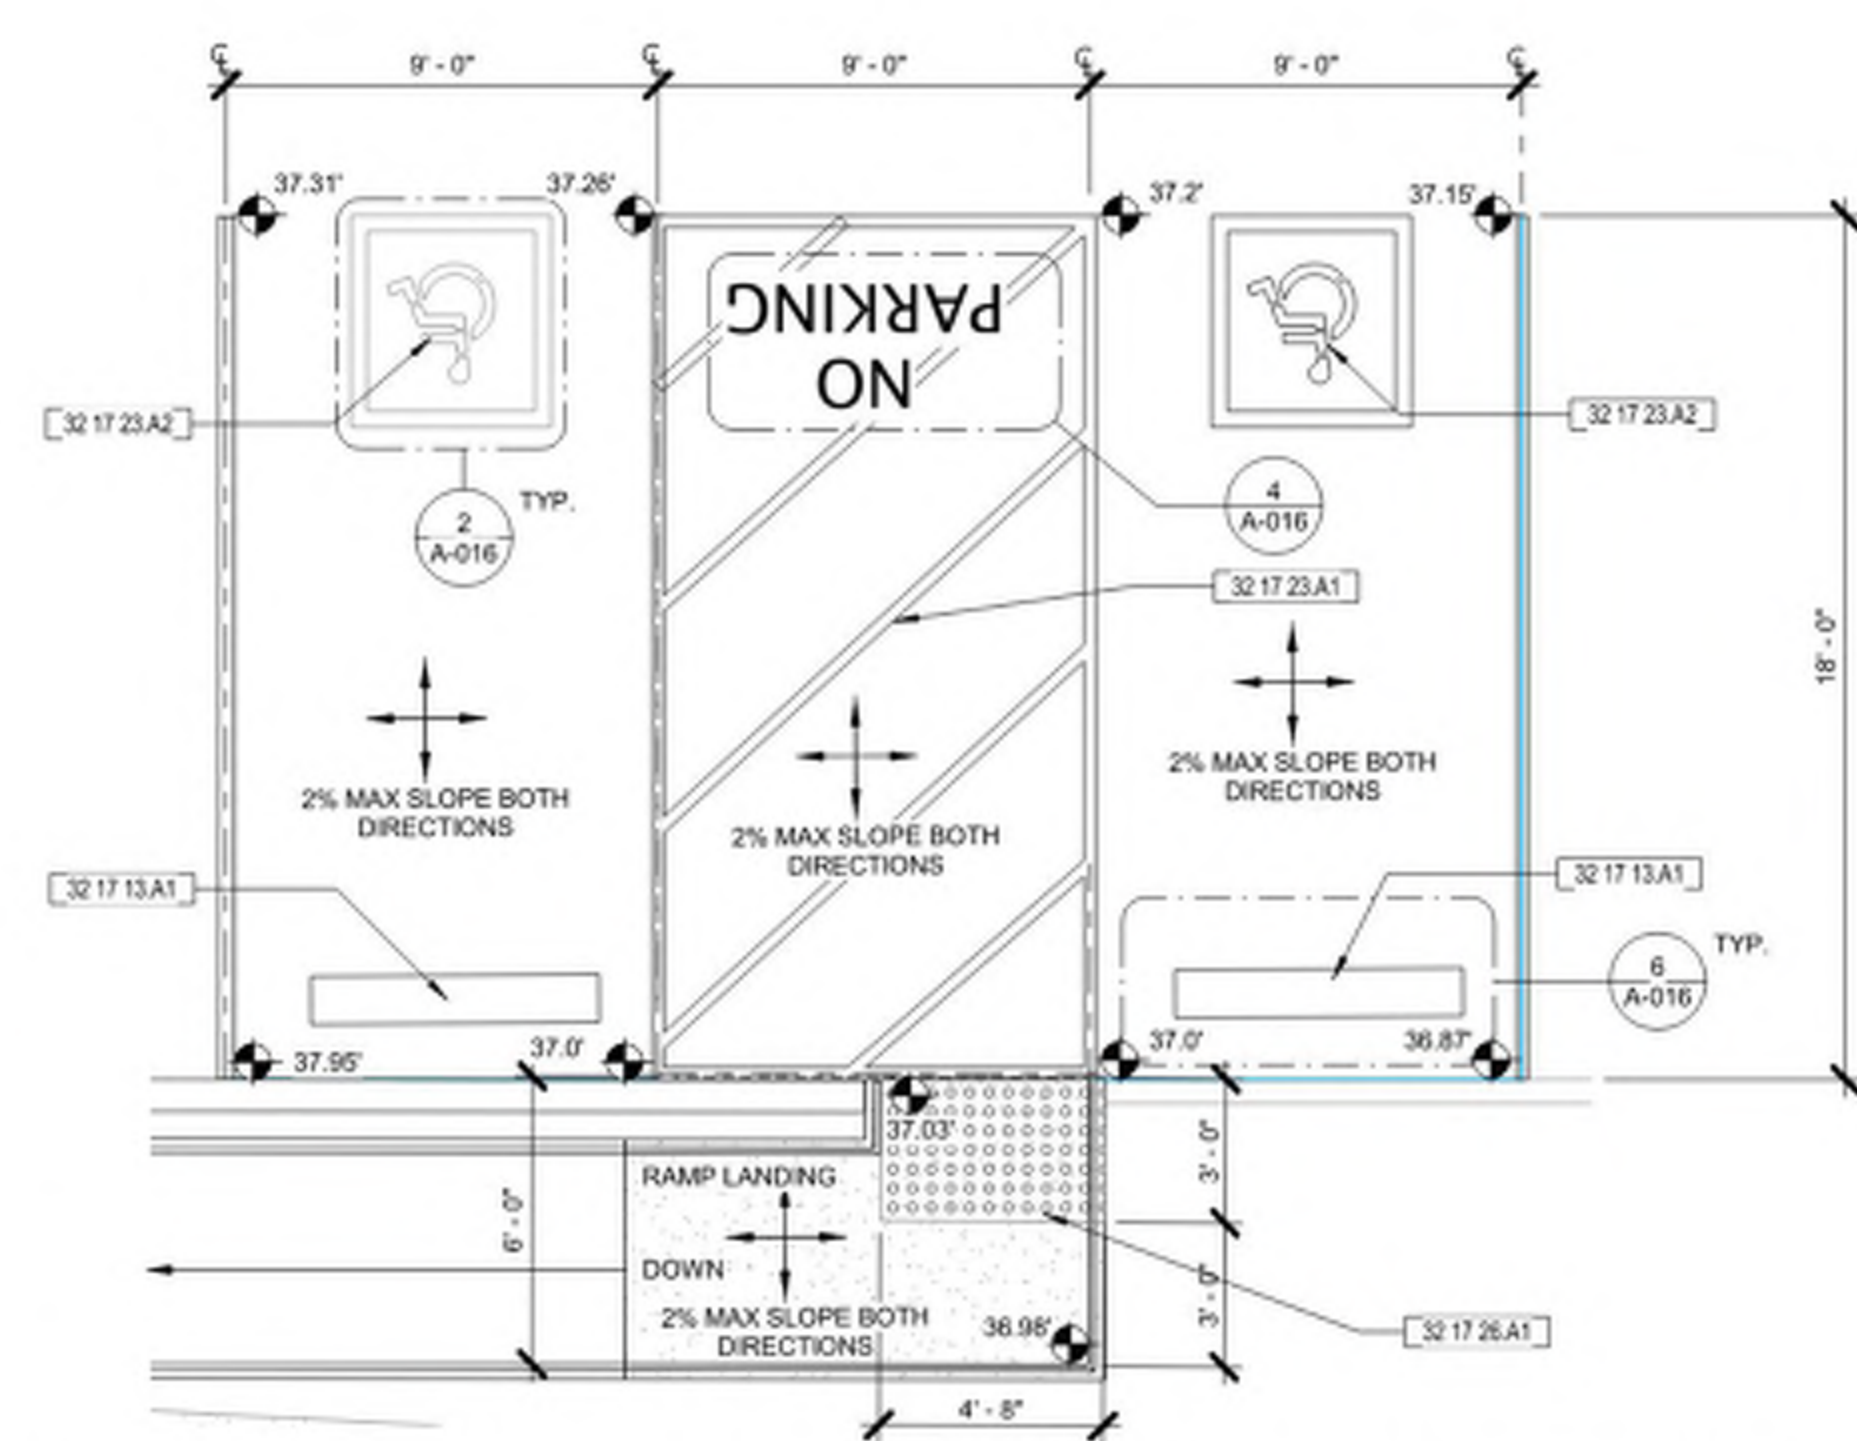 9' - 0" 9' - 0" 9' - 0"
37.31' 37.26' 37.2' 37.15'
NO
PARKING
32 17 23.A2
32 17 23.A2
2
A-016
TYP.
4
A-016
32 17 23.A1
18' - 0"
2% MAX SLOPE BOTH
DIRECTIONS
2% MAX SLOPE BOTH
DIRECTIONS
2% MAX SLOPE BOTH
DIRECTIONS
32 17 13.A1
32 17 13.A1
6
A-016
TYP.
37.95' 37.0' 37.0' 36.87'
37.03'
RAMP LANDING
DOWN
2% MAX SLOPE BOTH
DIRECTIONS
36.98'
6' - 0"
3' - 0"
3' - 0"
32 17 26.A1
4' - 8"